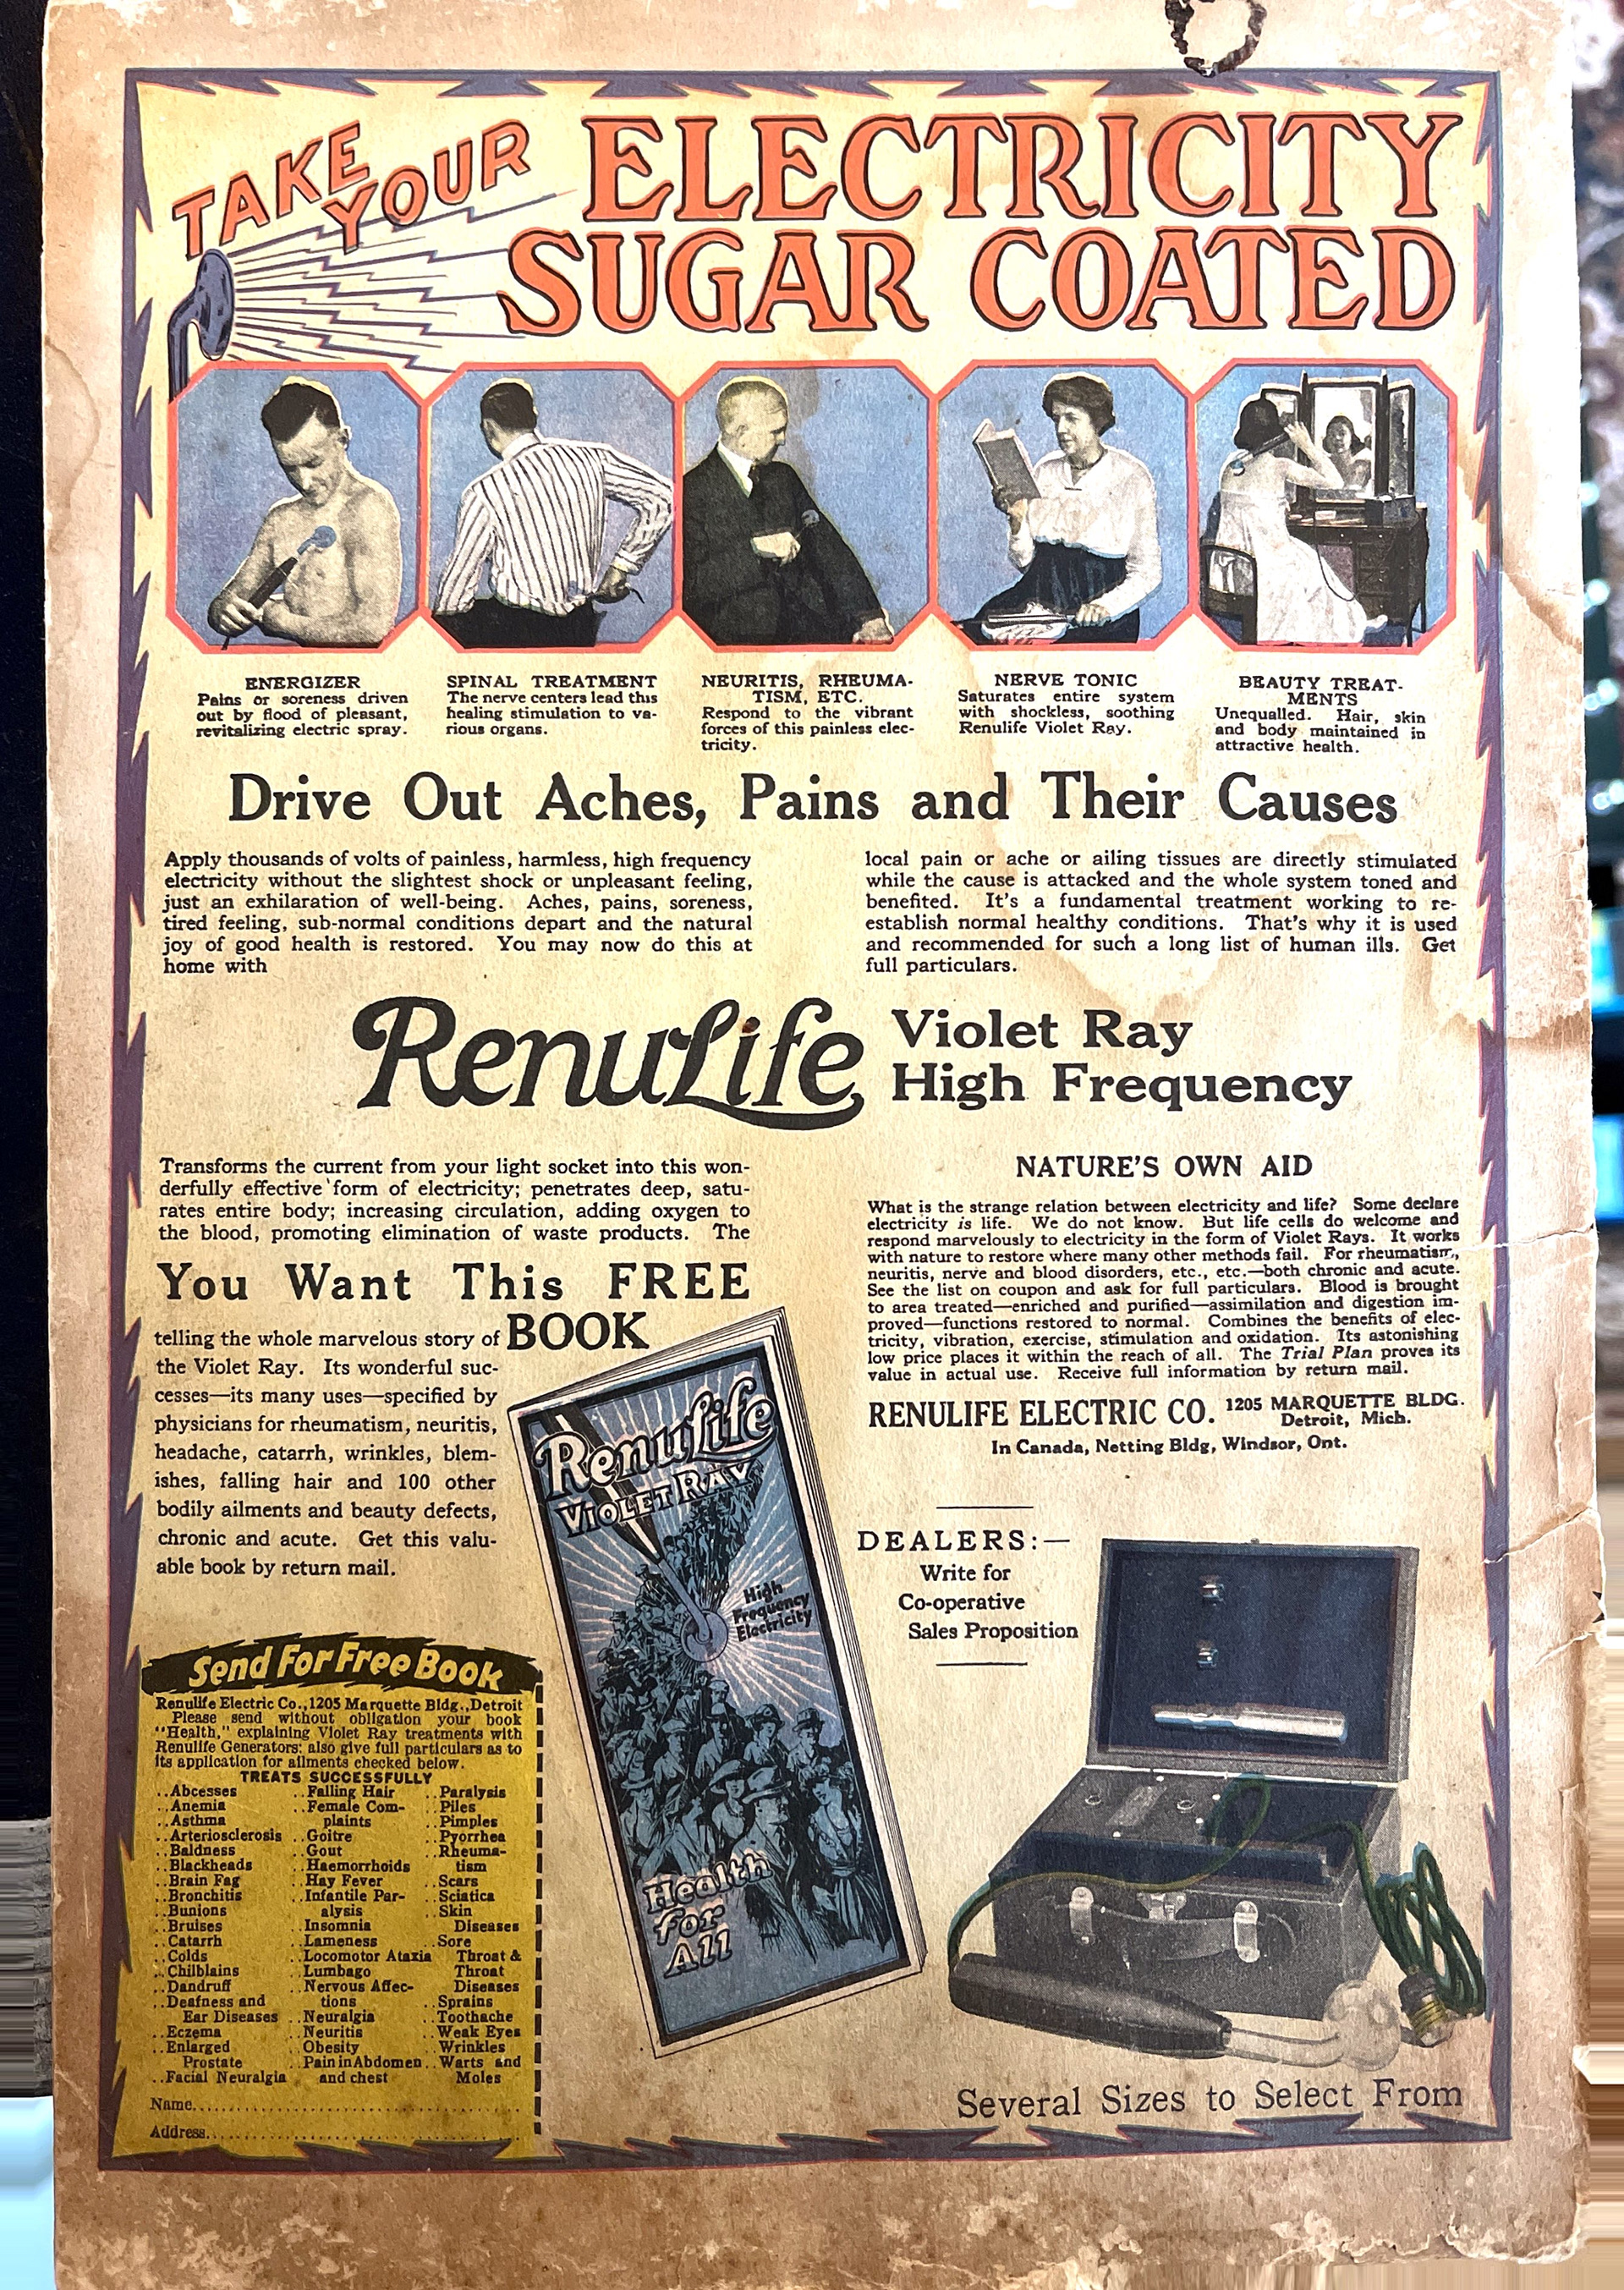 TAKE YOUR ELECTRICITY
SUGAR COATED
ENERGIZER
Pains or soreness driven
out by flood of pleasant,
revitalizing electric spray.
SPINAL TREATMENT
The nerve centers lead this
healing stimulation to va-
rious organs.
NEURITIS, RHEUMA-
TISM, ETC.
Respond to the vibrant
forces of this painless elec-
tricity.
NERVE TONIC
Saturates entire system
with shockless, soothing
Renulife Violet Ray.
BEAUTY TREAT-
MENTS
Unequalled. Hair, skin
and body maintained in
attractive health.
Drive Out Aches, Pains and Their Causes
Apply thousands of volts of painless, harmless, high frequency
electricity without the slightest shock or unpleasant feeling,
just an exhilaration of well-being. Aches, pains, soreness,
tired feeling, sub-normal conditions depart and the natural
joy of good health is restored. You may now do this at
home with
local pain or ache or ailing tissues are directly stimulated
while the cause is attacked and the whole system toned and
benefited. It's a fundamental treatment working to re-
establish normal healthy conditions. That's why it is used
and recommended for such a long list of human ills. Get
full particulars.
RenuLife Violet Ray
High Frequency
Transforms the current from your light socket into this won-
derfully effective form of electricity; penetrates deep, satu-
rates entire body; increasing circulation, adding oxygen to
the blood, promoting elimination of waste products. The
You Want This FREE
BOOK
telling the whole marvelous story of
the Violet Ray. Its wonderful suc-
cesses—its many uses—specified by
physicians for rheumatism, neuritis,
headache, catarrh, wrinkles, blem-
ishes, falling hair and 100 other
bodily ailments and beauty defects,
chronic and acute. Get this valu-
able book by return mail.
NATURE'S OWN AID
What is the strange relation between electricity and life? Some declare
electricity is life. We do not know. But life cells do welcome and
respond marvelously to electricity in the form of Violet Rays. It works
with nature to restore where many other methods fail. For rheumatism,
neuritis, nerve and blood disorders, etc., etc.—both chronic and acute.
See the list on coupon and ask for full particulars. Blood is brought
to area treated—enriched and purified—assimilation and digestion im-
proved—functions restored to normal. Combines the benefits of elec-
tricity, vibration, exercise, stimulation and oxidation. Its astonishing
low price places it within the reach of all. The Trial Plan proves its
value in actual use. Receive full information by return mail.
RENULIFE ELECTRIC CO. 1205 MARQUETTE BLDG.
Detroit, Mich.
In Canada, Netting Bldg, Windsor, Ont.
RenuLife
VIOLET RAY
High
Frequency
Electricity
Health
for
All
DEALERS:—
Write for
Co-operative
Sales Proposition
Send For Free Book
Renulife Electric Co., 1205 Marquette Bldg., Detroit
Please send without obligation your book
"Health," explaining Violet Ray treatments with
Renulife Generators; also give full particulars as to
its application for ailments checked below.
TREATS SUCCESSFULLY
..Abcesses
..Anemia
..Asthma
..Arteriosclerosis
..Baldness
..Blackheads
..Brain Fag
..Bronchitis
..Bunions
..Bruises
..Catarrh
..Colds
..Chilblains
..Dandruff
..Deafness and
Ear Diseases
..Eczema
..Enlarged
Prostate
..Facial Neuralgia
..Falling Hair
..Female Com-
plaints
..Goitre
..Gout
..Haemorrhoids
..Hay Fever
..Infantile Par-
alysis
..Insomnia
..Lameness
..Locomotor Ataxia
..Lumbago
..Nervous Affec-
tions
..Neuralgia
..Neuritis
..Obesity
..Pain in Abdomen
and chest
..Paralysis
..Piles
..Pimples
..Pyorrhea
..Rheuma-
tism
..Scars
..Sciatica
..Skin
Diseases
..Sore
Throat &
Throat
Diseases
..Sprains
..Toothache
..Weak Eyes
..Wrinkles
..Warts and
Moles
Name
Address
Several Sizes to Select From